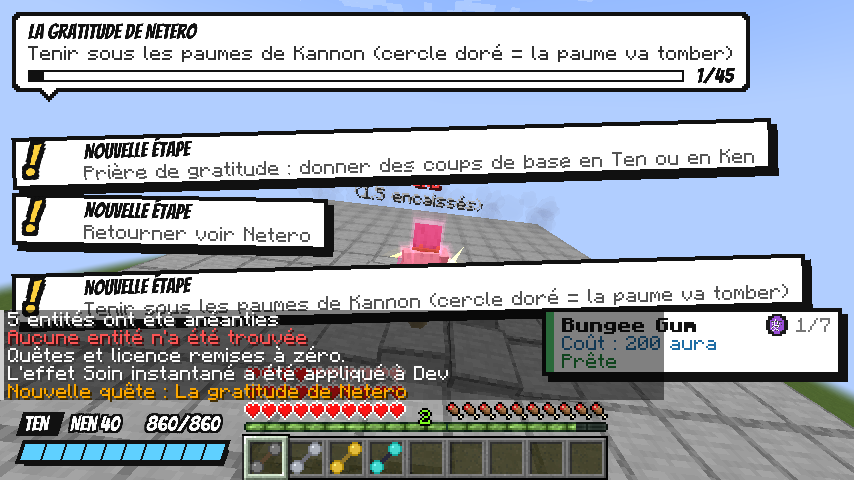 LA GRATITUDE DE NETERO
Tenir sous les paumes de Kannon (cercle doré = la paume va tomber)
1/45
NOUVELLE ÉTAPE
Prière de gratitude : donner des coups de base en Ten ou en Ken
(1.5 encaissés)
NOUVELLE ÉTAPE
Retourner voir Netero
NOUVELLE ÉTAPE
Tenir sous les paumes de Kannon (cercle doré = la paume va tomber)
5 entités ont été anéanties
Aucune entité n'a été trouvée
Quêtes et licence remises à zéro.
L'effet Soin instantané a été appliqué à Dev
Nouvelle quête : La gratitude de Netero
Bungee Gum
1/7
Coût : 200 aura
Prête
TEN
NEN 40
860/860
8